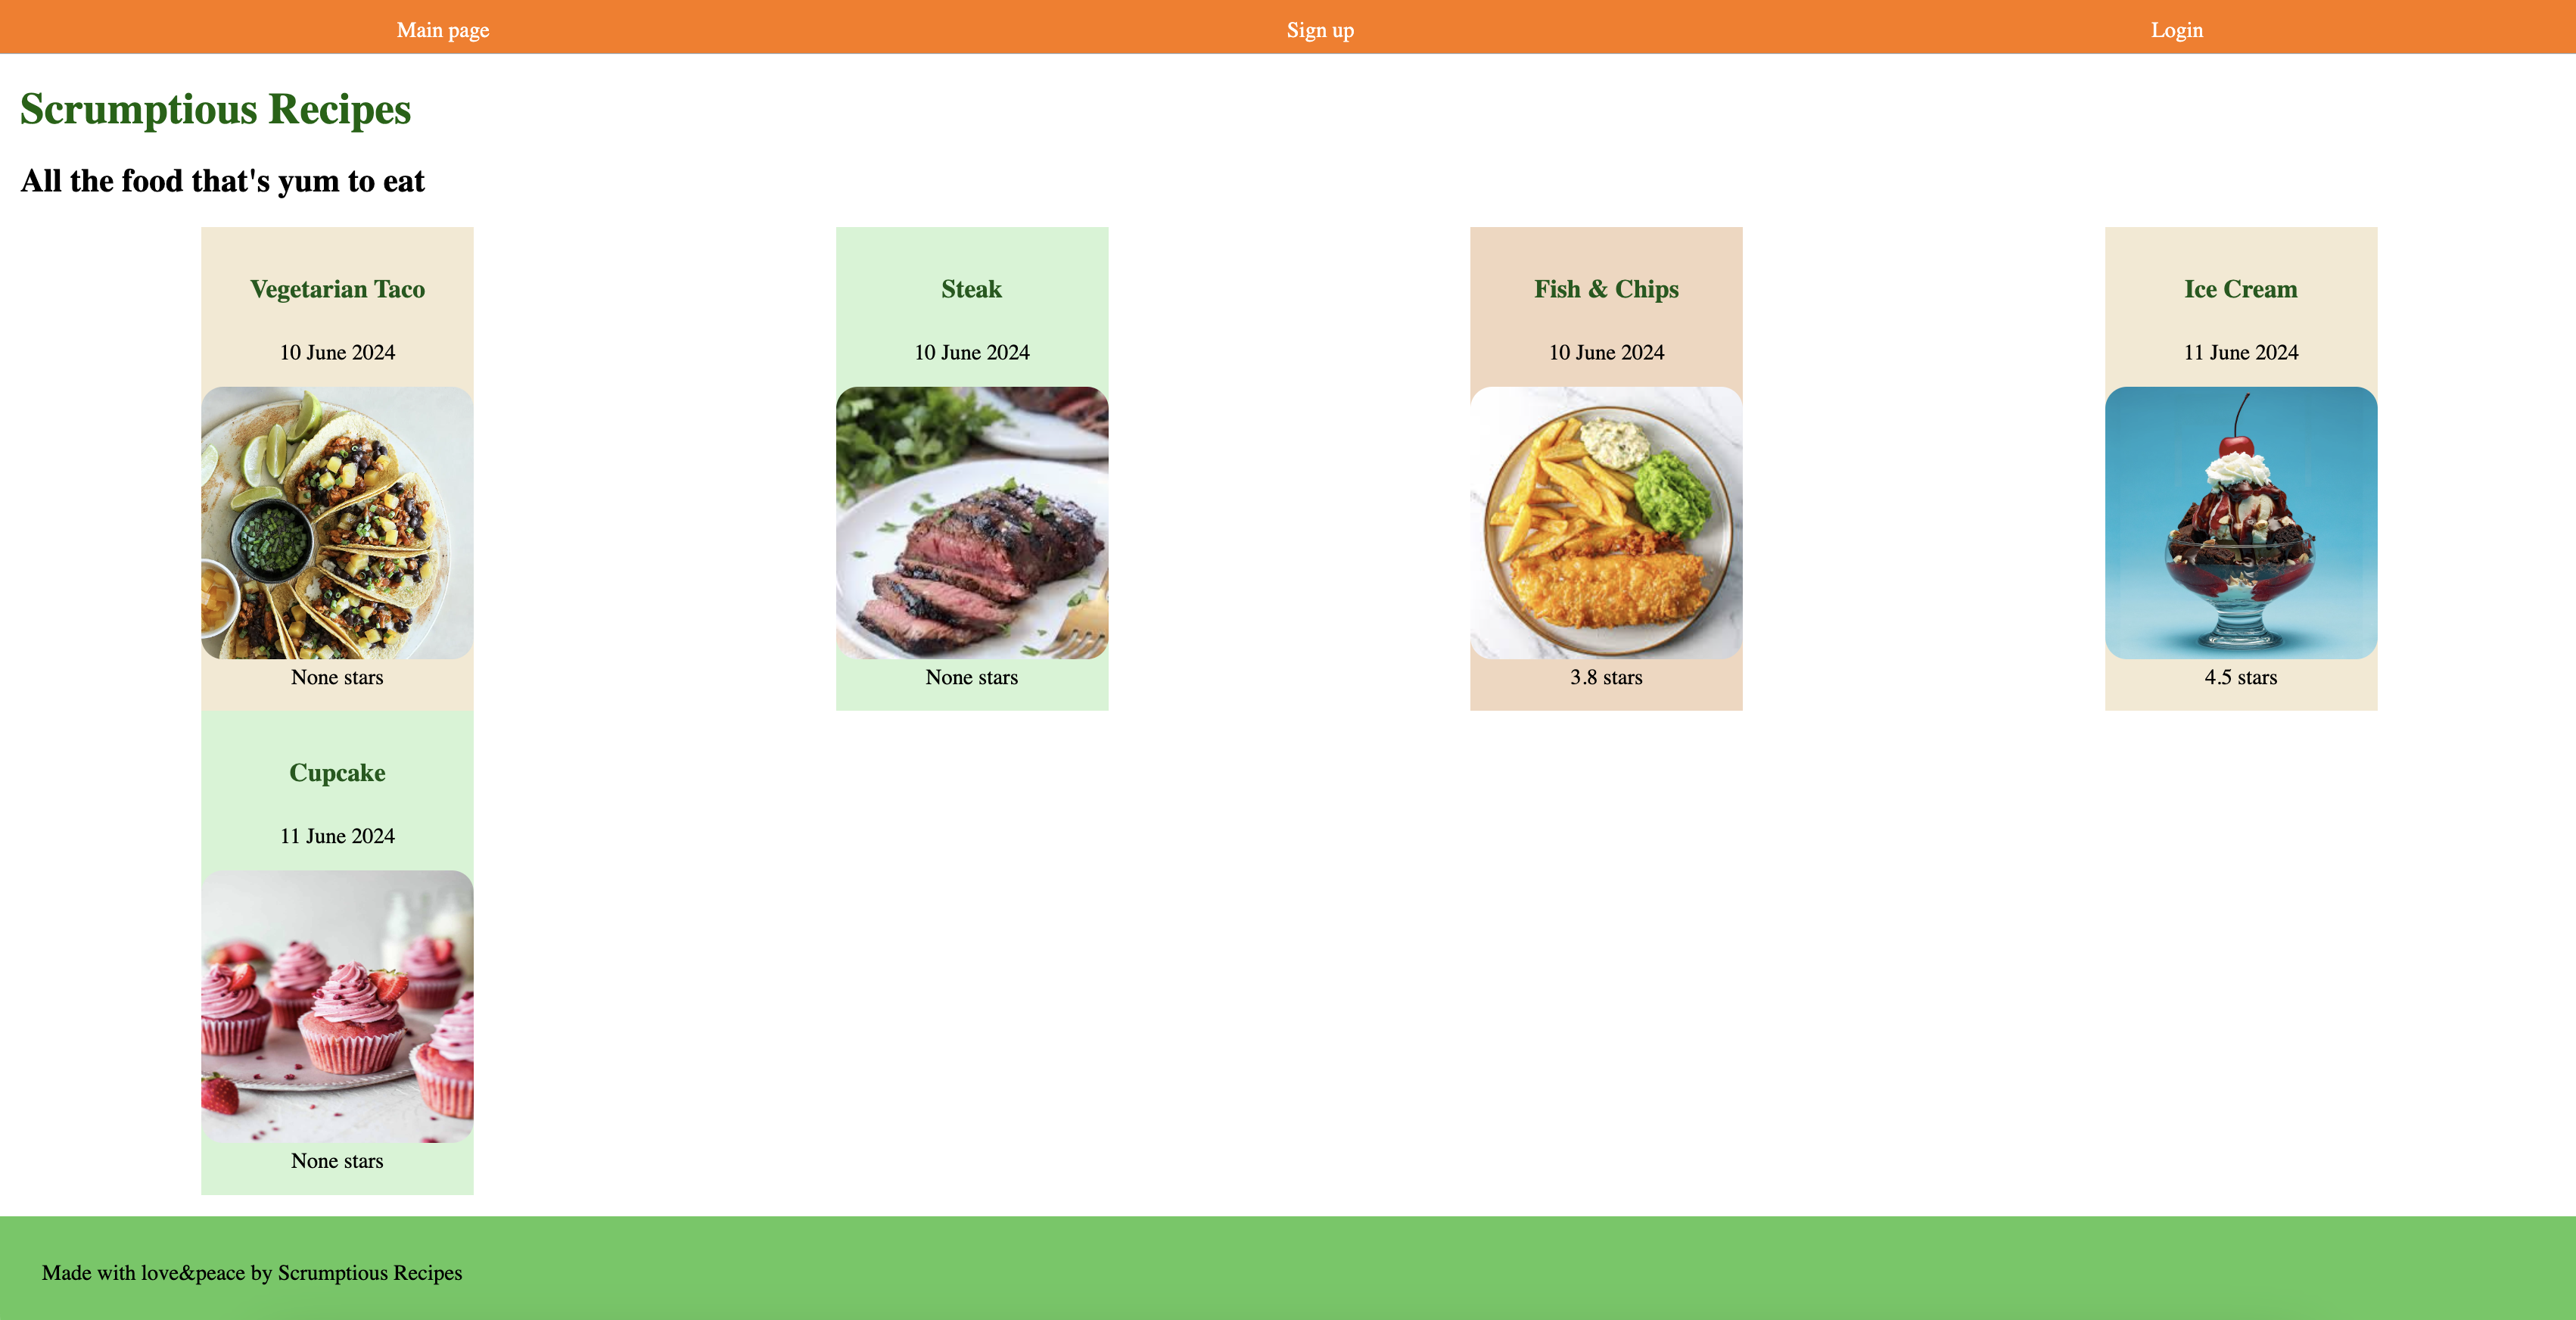 Main page
Sign up
Login
Scrumptious Recipes
All the food that's yum to eat
Vegetarian Taco
10 June 2024
None stars
Steak
10 June 2024
None stars
Fish & Chips
10 June 2024
3.8 stars
Ice Cream
11 June 2024
4.5 stars
Cupcake
11 June 2024
None stars
Made with love&peace by Scrumptious Recipes